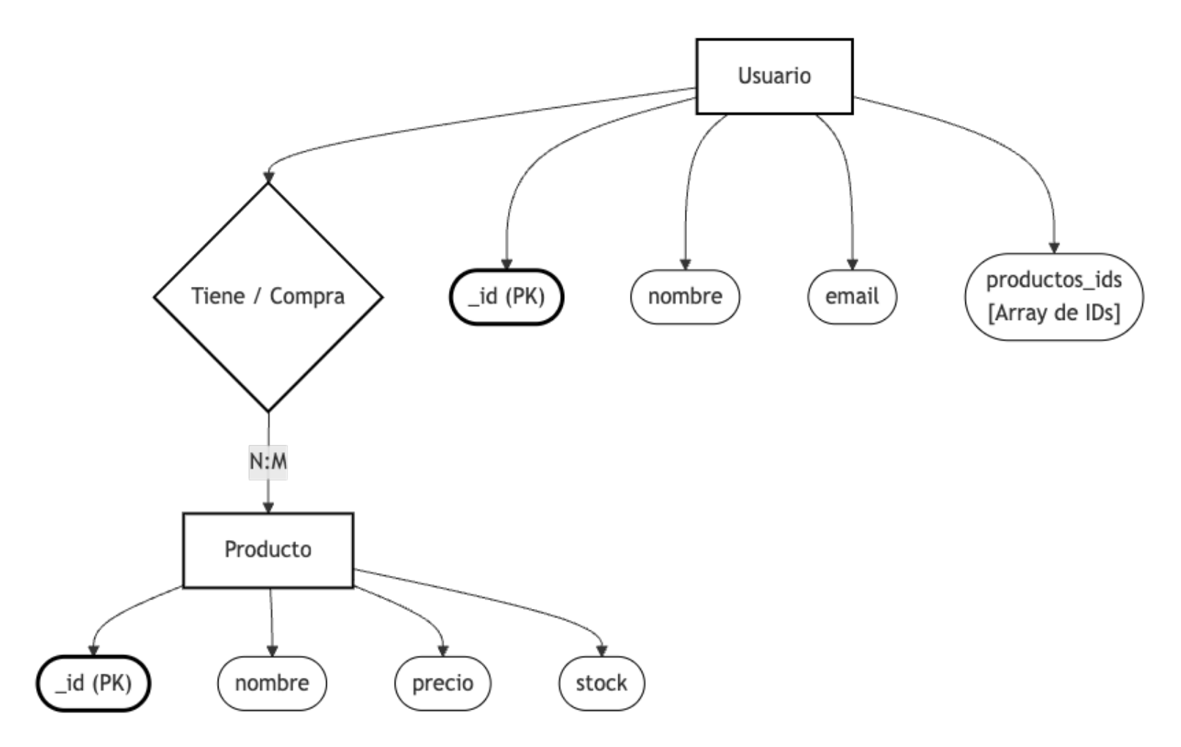 Usuario
Tiene / Compra
_id (PK)
nombre
email
productos_ids
[Array de IDs]
N:M
Producto
_id (PK)
nombre
precio
stock